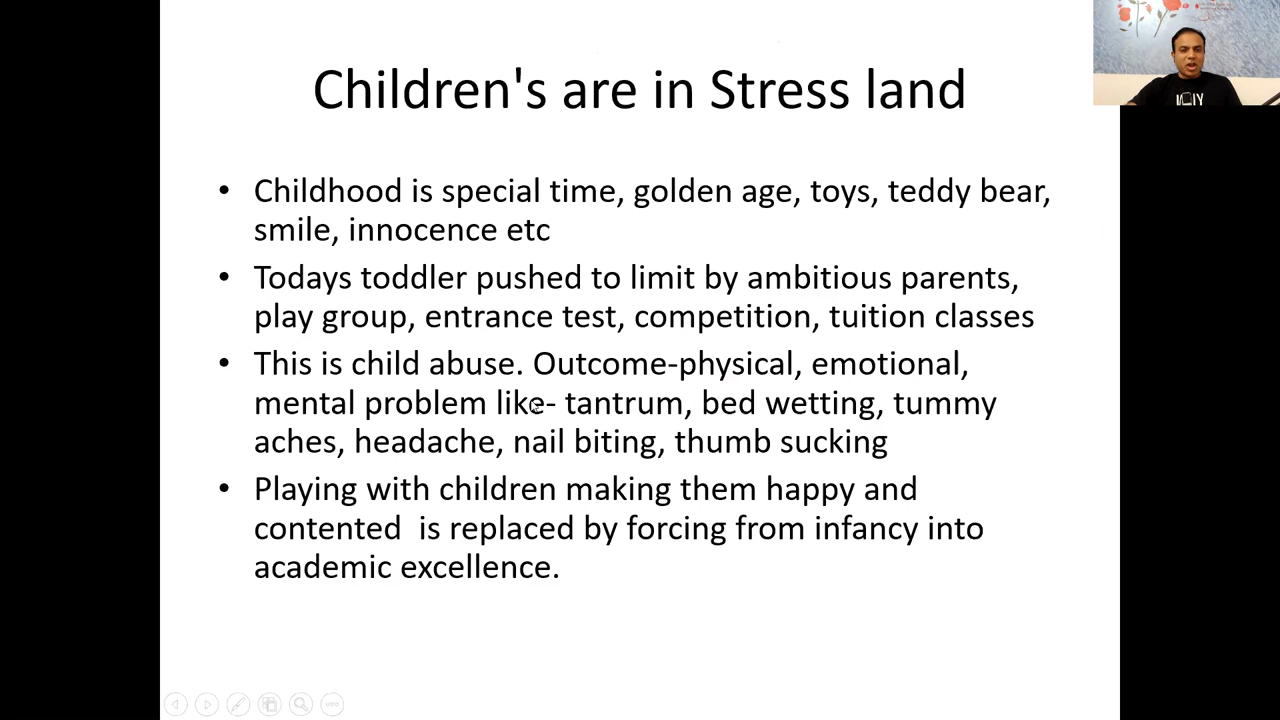 Children's are in Stress land
• Childhood is special time, golden age, toys, teddy bear,
smile, innocence etc
• Todays toddler pushed to limit by ambitious parents,
play group, entrance test, competition, tuition classes
• This is child abuse. Outcome-physical, emotional,
mental problem like- tantrum, bed wetting, tummy
aches, headache, nail biting, thumb sucking
• Playing with children making them happy and
contented  is replaced by forcing from infancy into
academic excellence.